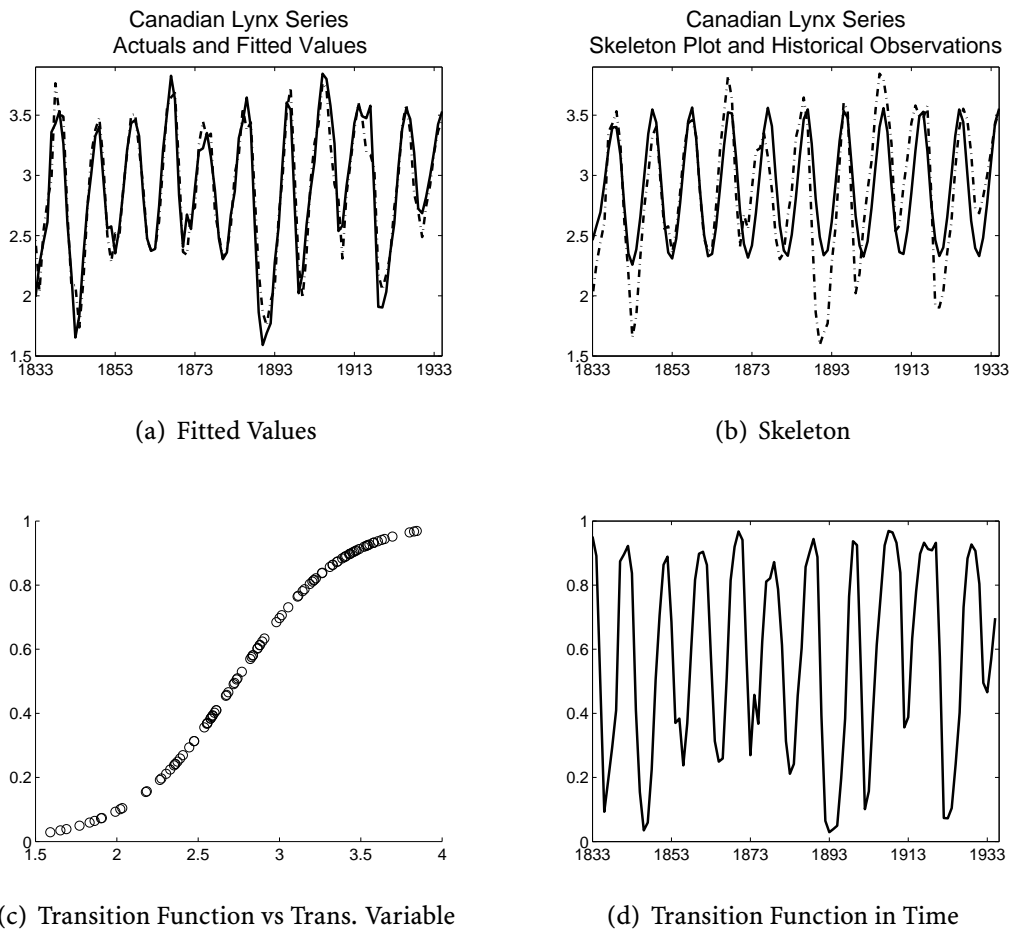 Canadian Lynx Series
Actuals and Fitted Values
3.5
3
2.5
2
1.5
1833 1853 1873 1893 1913 1933
(a) Fitted Values
Canadian Lynx Series
Skeleton Plot and Historical Observations
3.5
3
2.5
2
1.5
1833 1853 1873 1893 1913 1933
(b) Skeleton
1
0.8
0.6
0.4
0.2
0
1.5 2 2.5 3 3.5 4
(c) Transition Function vs Trans. Variable
1
0.8
0.6
0.4
0.2
0
1833 1853 1873 1893 1913 1933
(d) Transition Function in Time